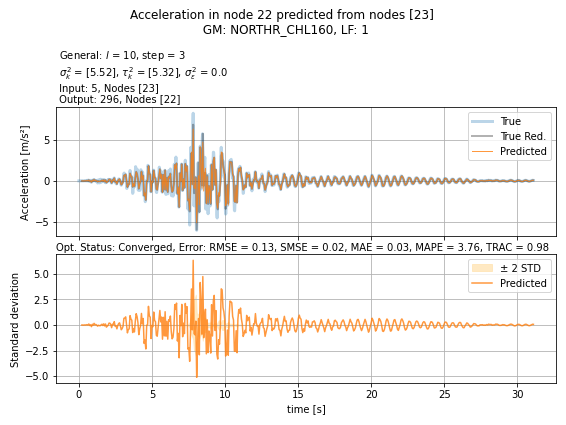 Acceleration in node 22 predicted from nodes [23]
GM: NORTHR_CHL160, LF: 1
General: l = 10, step = 3
σ²ₖ = [5.52], τ²ₖ = [5.32], σ²ε = 0.0
Input: 5, Nodes [23]
Output: 296, Nodes [22]
Acceleration [m/s²]
5
0
−5
True
True Red.
Predicted
Opt. Status: Converged, Error: RMSE = 0.13, SMSE = 0.02, MAE = 0.03, MAPE = 3.76, TRAC = 0.98
Standard deviation
5.0
2.5
0.0
−2.5
−5.0
± 2 STD
Predicted
0 5 10 15 20 25 30
time [s]